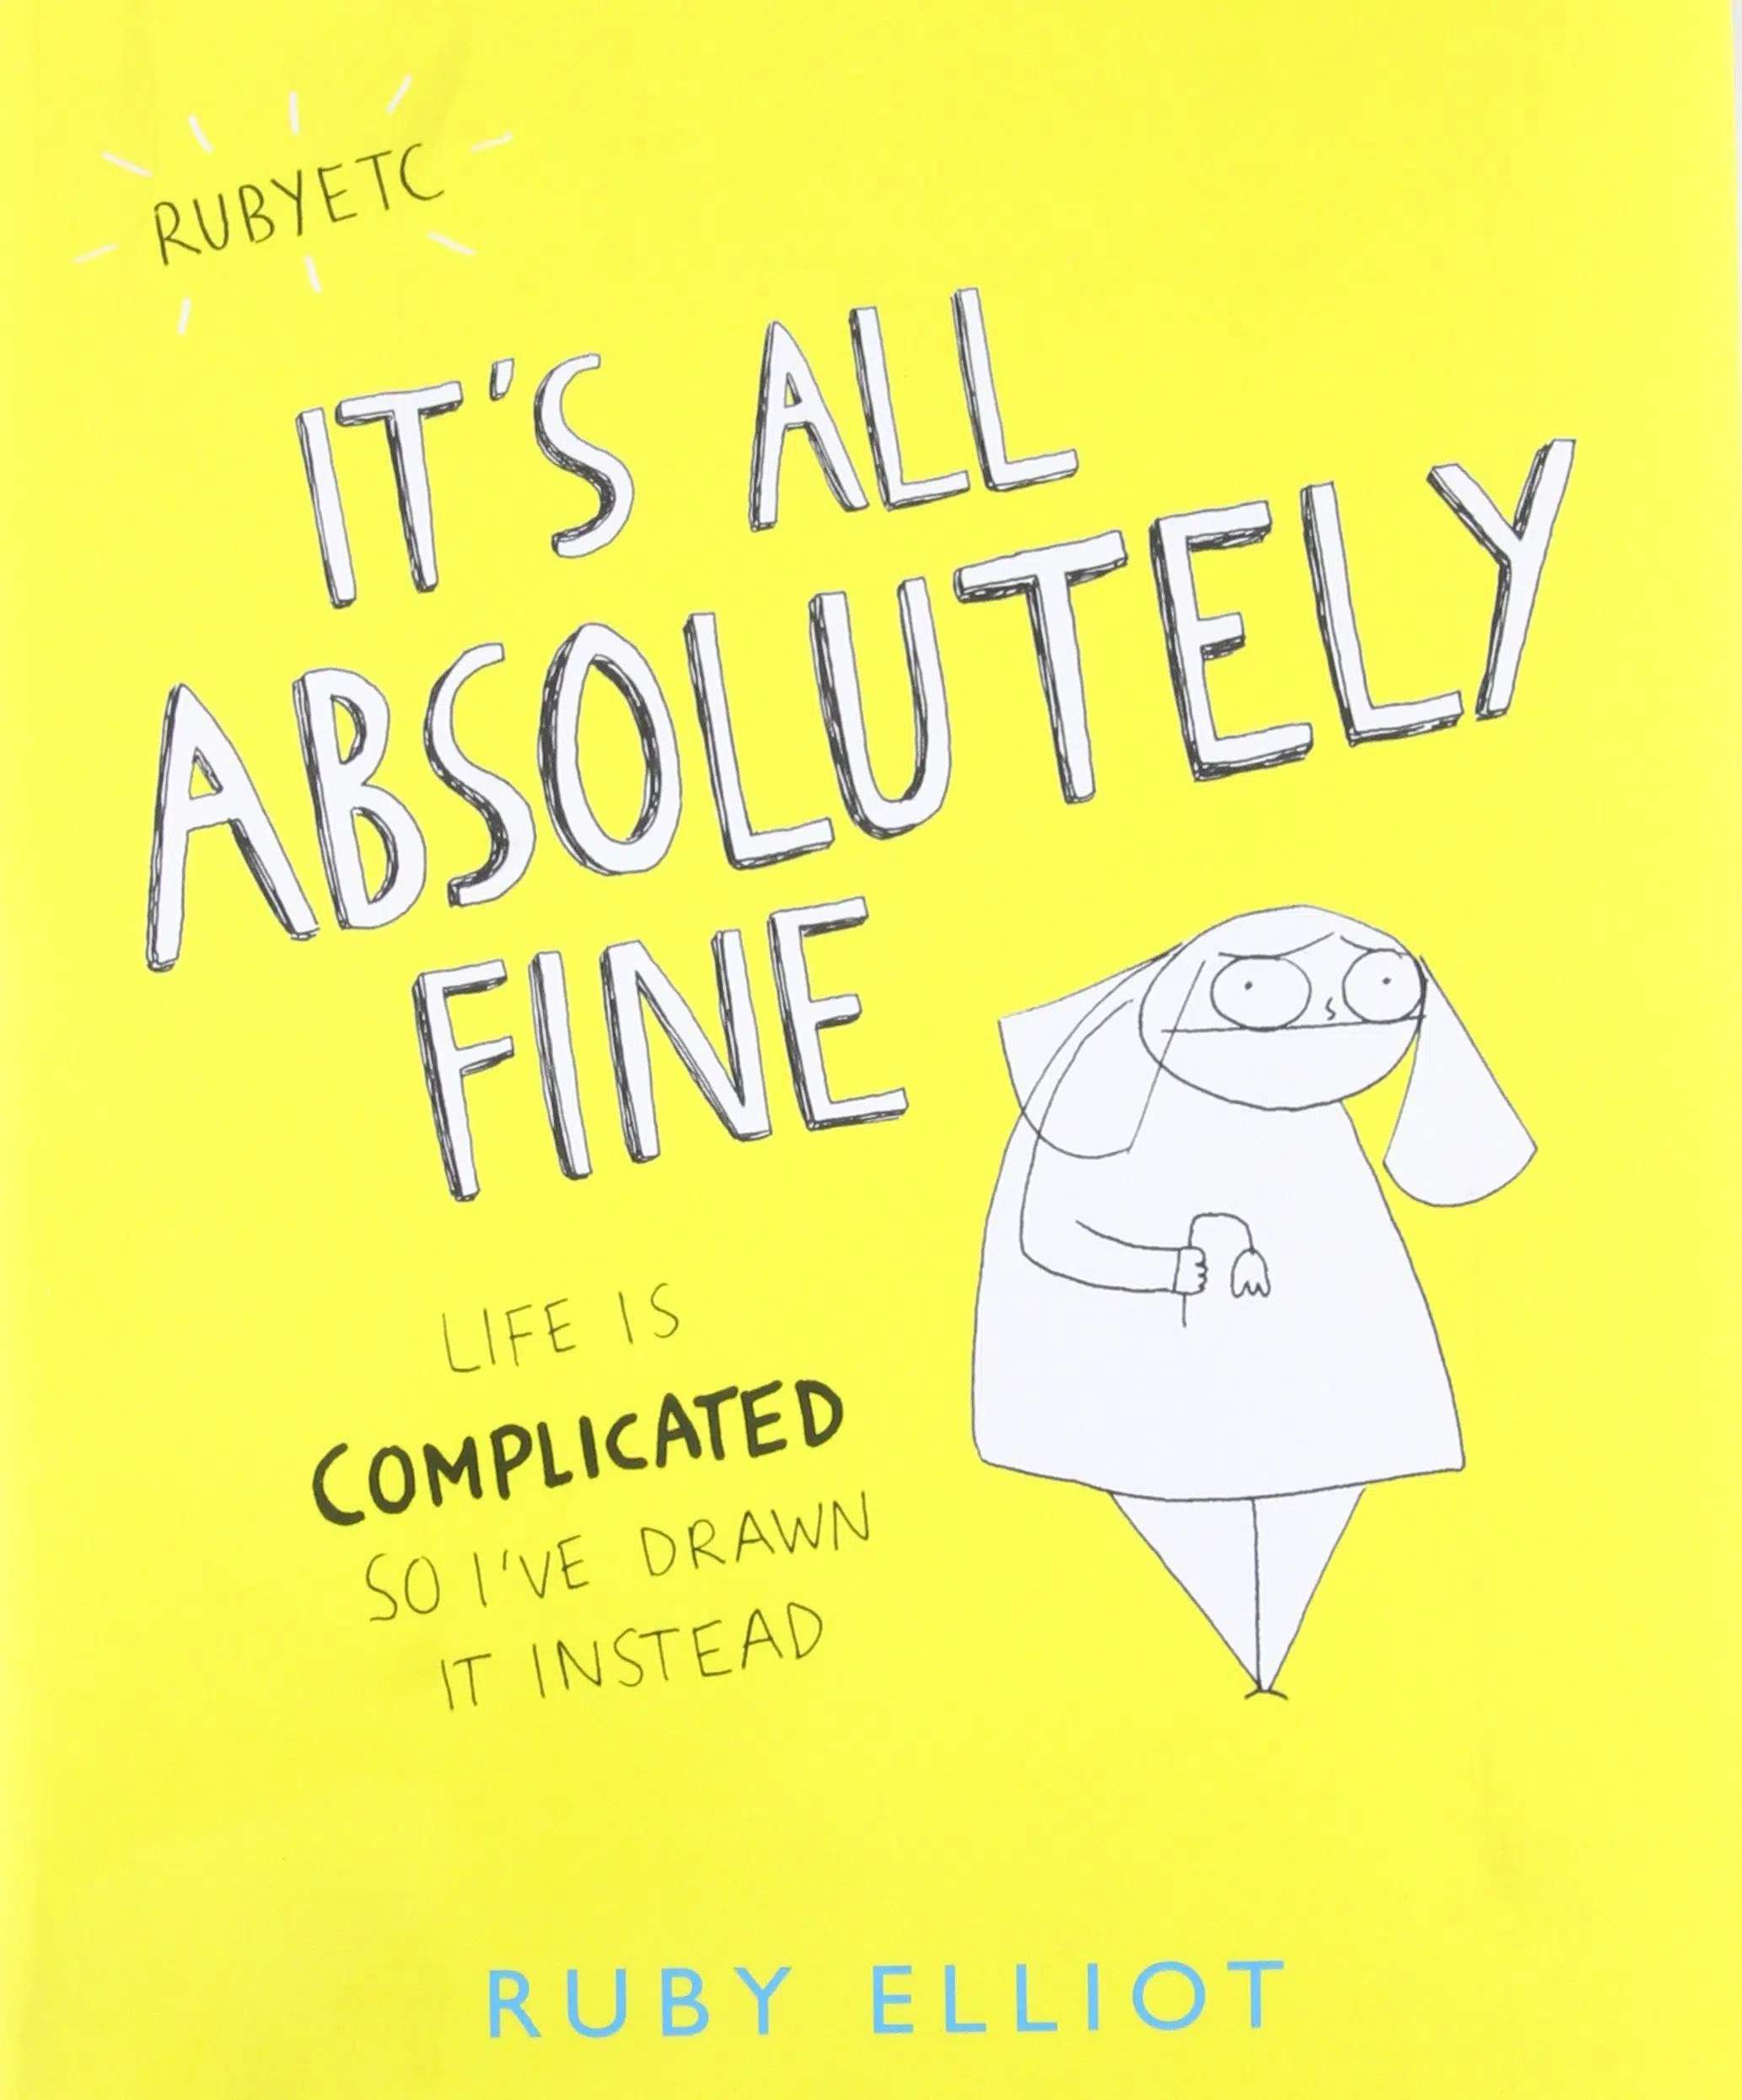 RUBYETC
IT'S ALL
ABSOLUTELY
FINE
LIFE IS
COMPLICATED
SO I'VE DRAWN
IT INSTEAD
RUBY ELLIOT